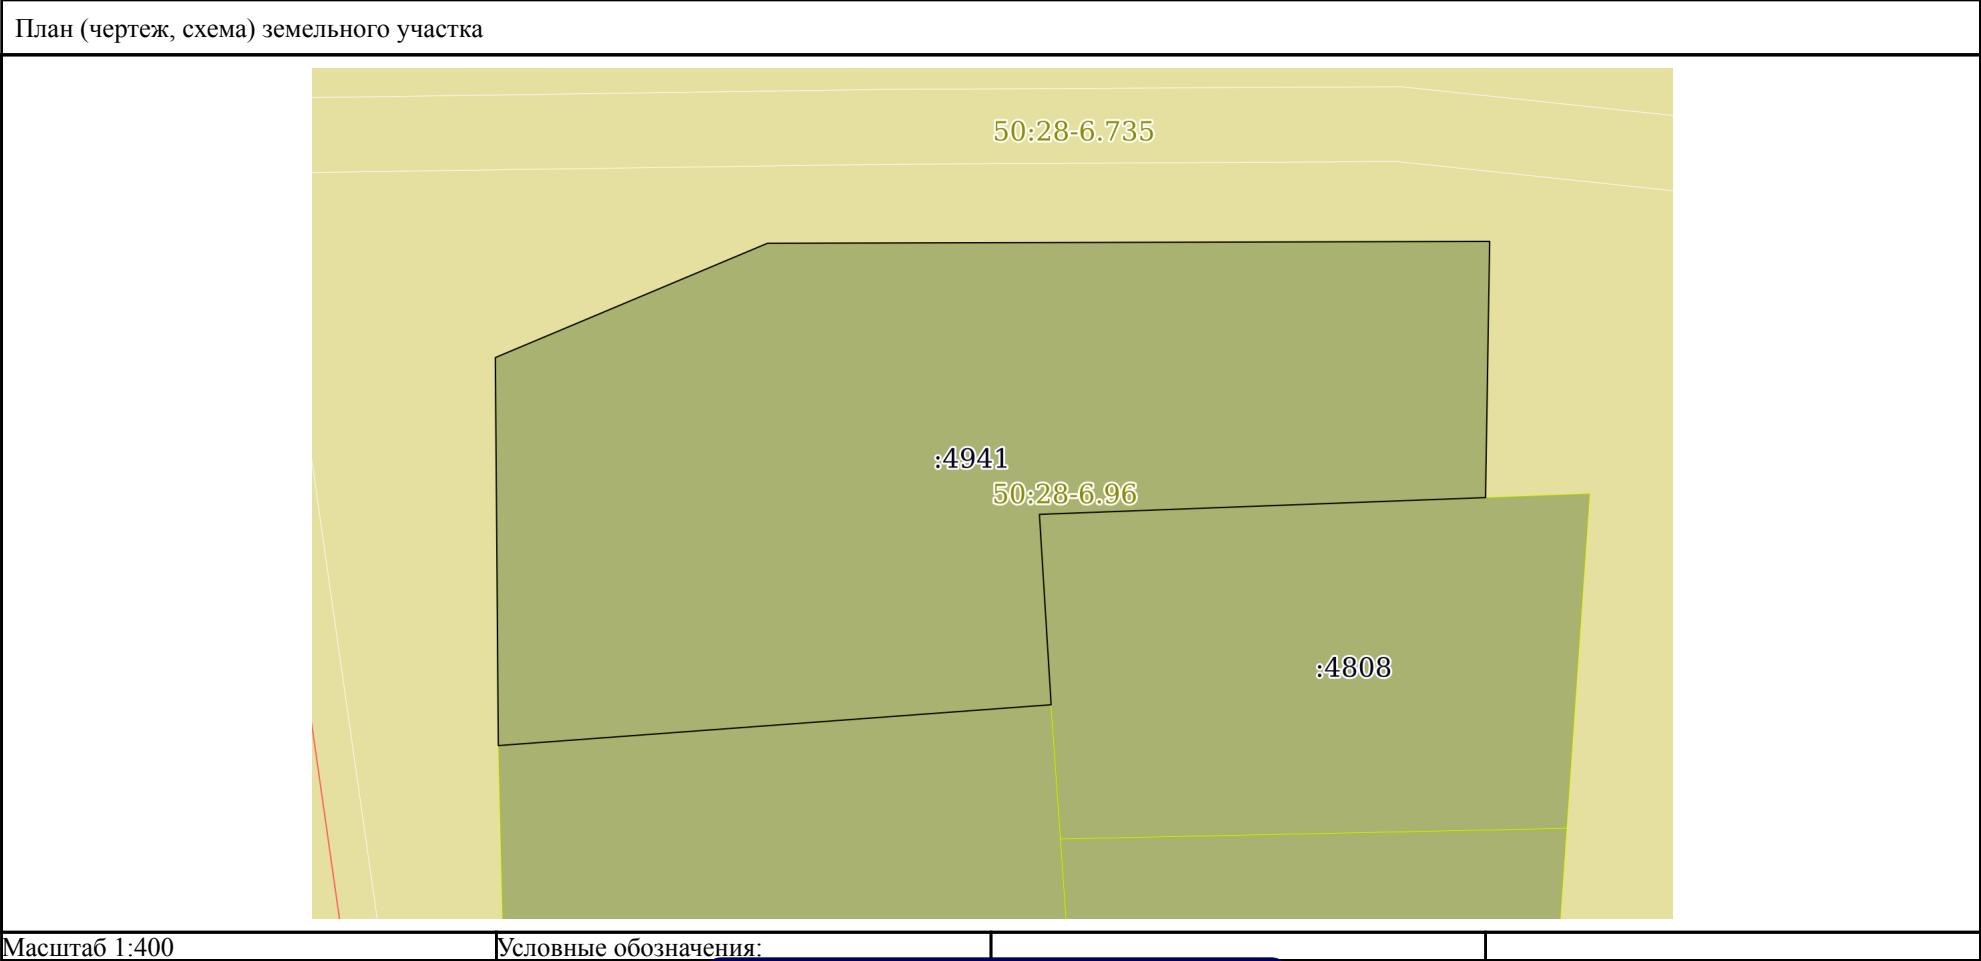 План (чертеж, схема) земельного участка
50:28-6.735
:4941
50:28-6.96
:4808
Масштаб 1:400
Условные обозначения: